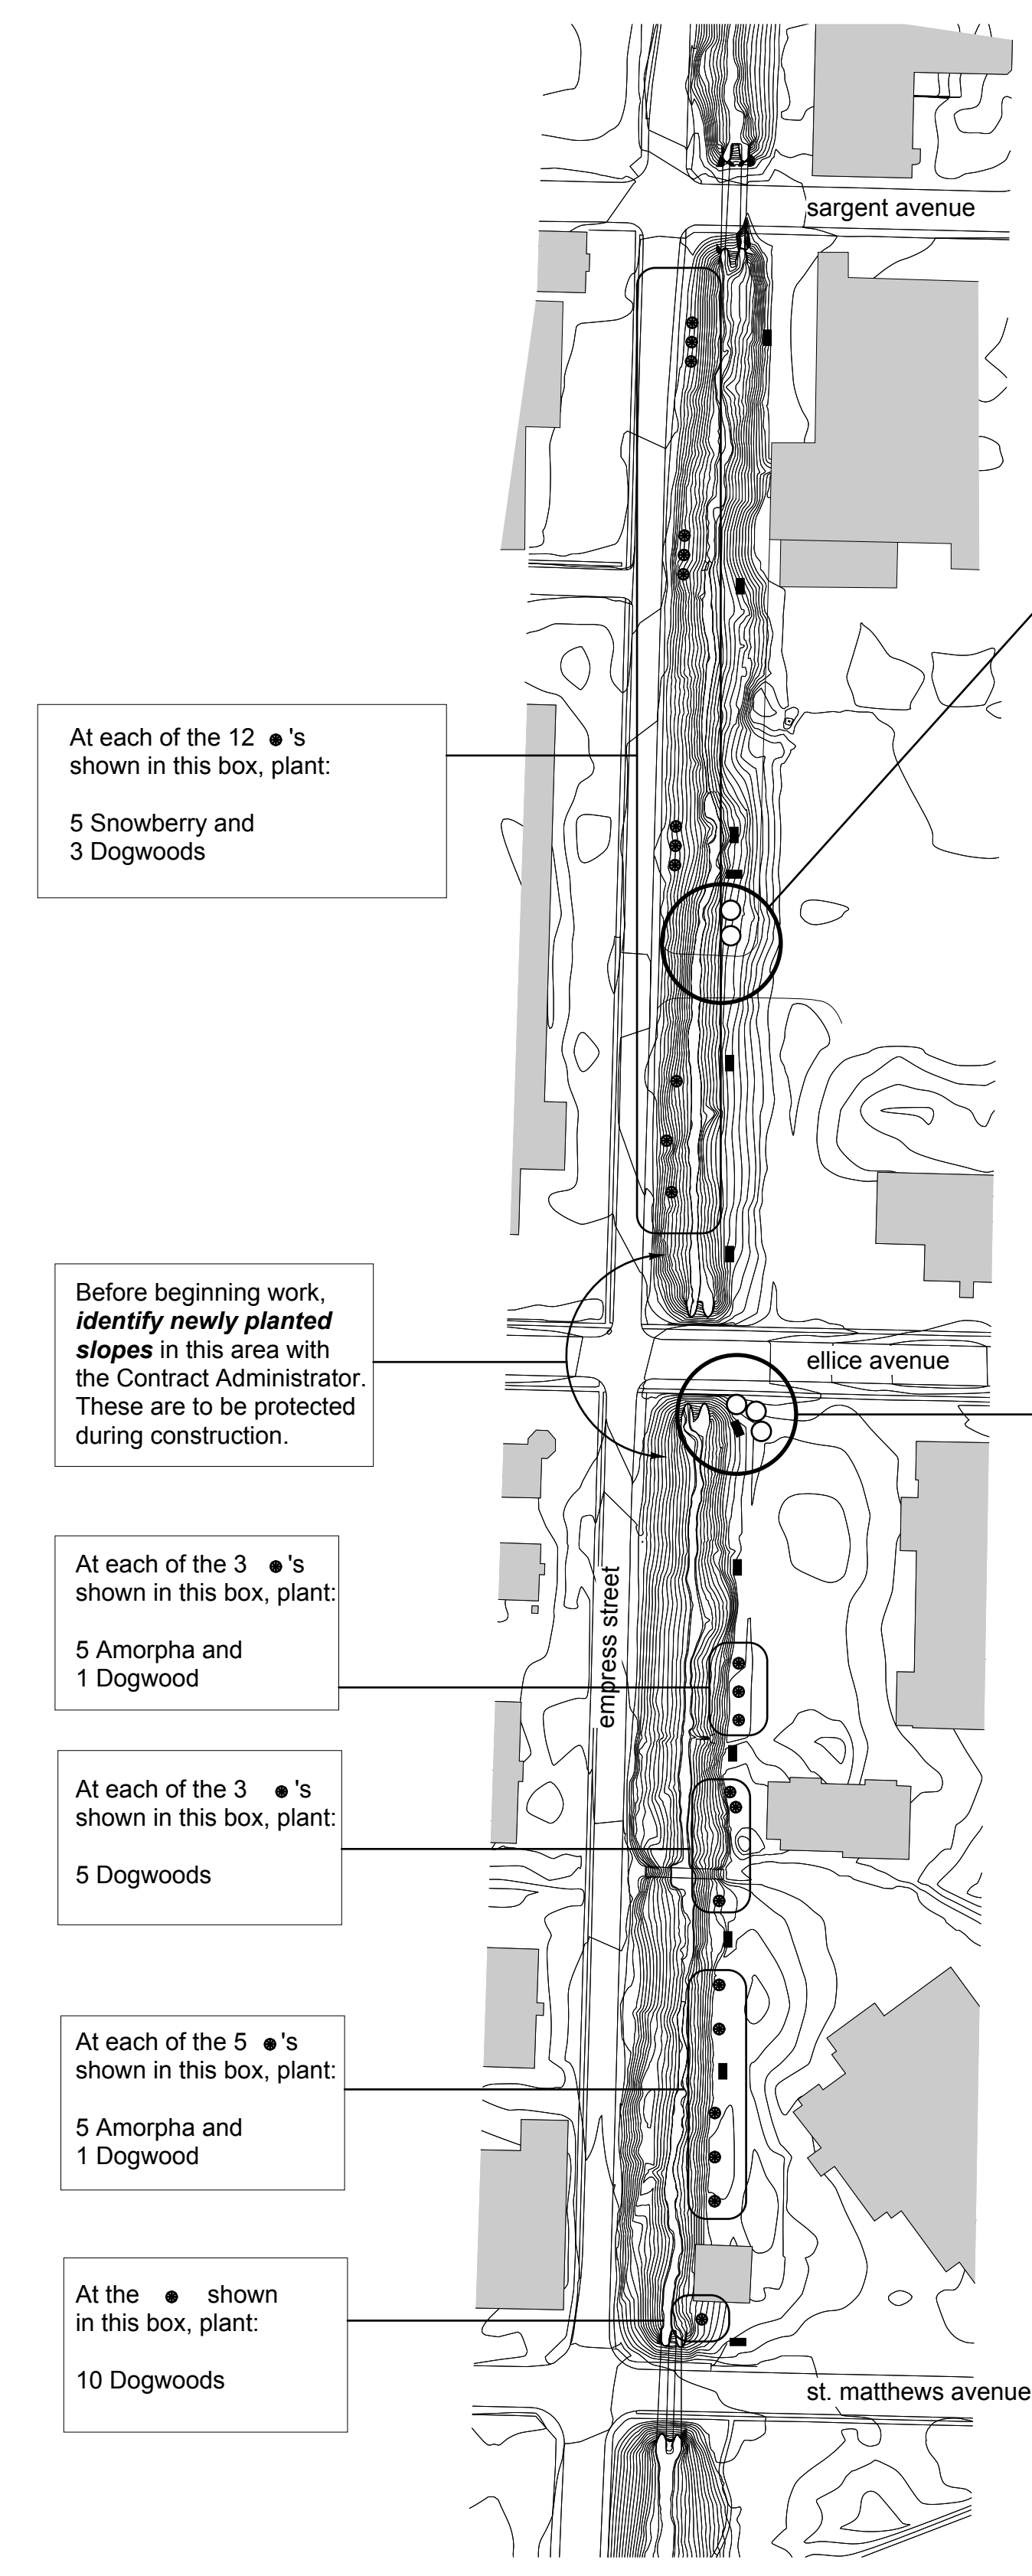 sargent avenue
At each of the 12 's
shown in this box, plant:
5 Snowberry and
3 Dogwoods
Before beginning work,
identify newly planted
slopes in this area with
the Contract Administrator.
These are to be protected
during construction.
ellice avenue
empress street
At each of the 3 's
shown in this box, plant:
5 Amorpha and
1 Dogwood
At each of the 3 's
shown in this box, plant:
5 Dogwoods
At each of the 5 's
shown in this box, plant:
5 Amorpha and
1 Dogwood
At the shown
in this box, plant:
10 Dogwoods
st. matthews avenue